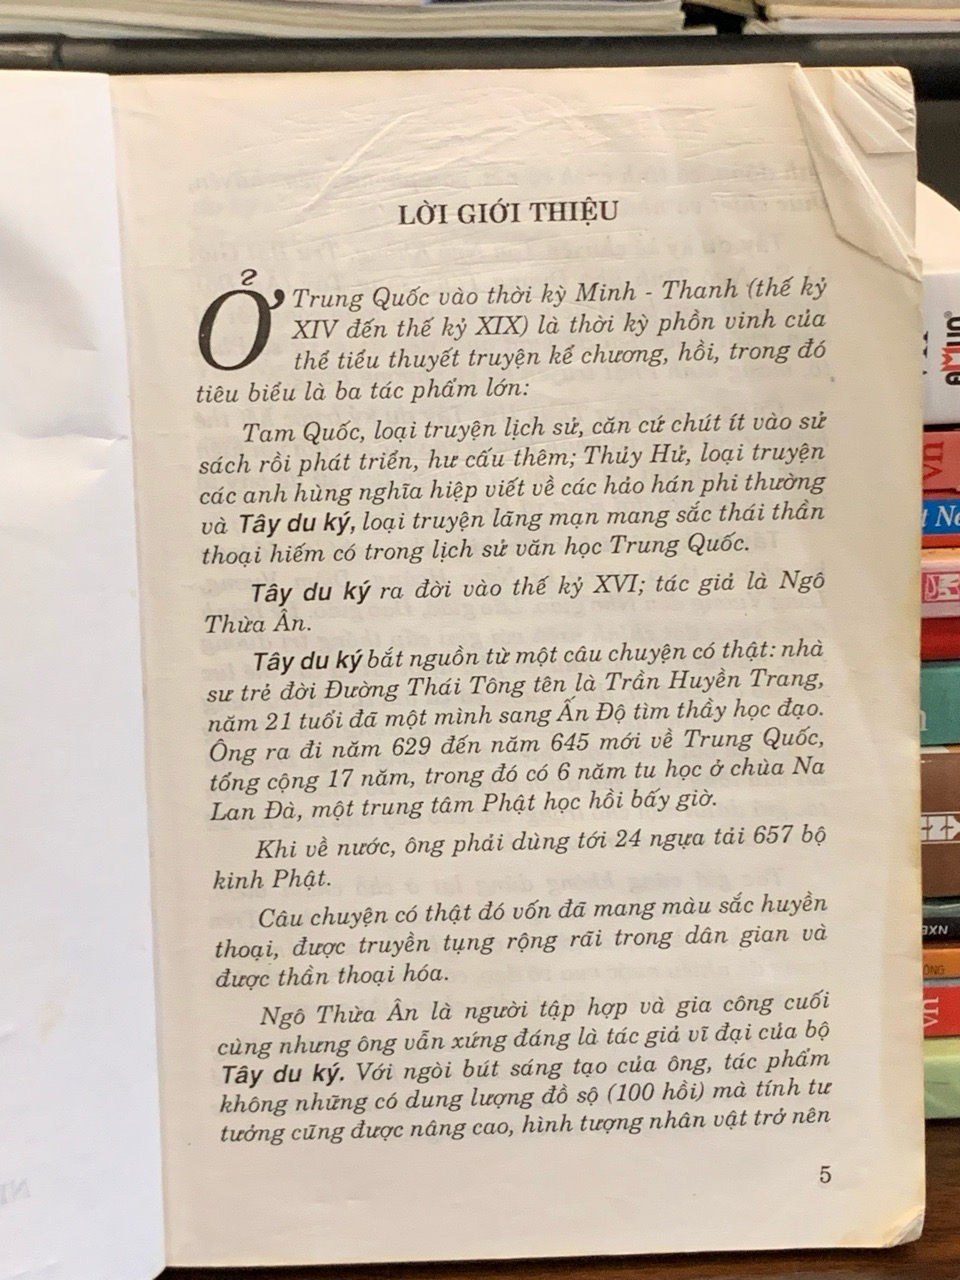 LỜI GIỚI THIỆU
Ở Trung Quốc vào thời kỳ Minh - Thanh (thế kỷ
XIV đến thế kỷ XIX) là thời kỳ phồn vinh của
thể tiểu thuyết truyện kể chương, hồi, trong đó
tiêu biểu là ba tác phẩm lớn:
Tam Quốc, loại truyện lịch sử, căn cứ chút ít vào sử
sách rồi phát triển, hư cấu thêm; Thủy Hử, loại truyện
các anh hùng nghĩa hiệp viết về các hảo hán phi thường
và Tây du ký, loại truyện lãng mạn mang sắc thái thần
thoại hiếm có trong lịch sử văn học Trung Quốc.
Tây du ký ra đời vào thế kỷ XVI; tác giả là Ngô
Thừa Ân.
Tây du ký bắt nguồn từ một câu chuyện có thật: nhà
sư trẻ đời Đường Thái Tông tên là Trần Huyền Trang,
năm 21 tuổi đã một mình sang Ấn Độ tìm thầy học đạo.
Ông ra đi năm 629 đến năm 645 mới về Trung Quốc,
tổng cộng 17 năm, trong đó có 6 năm tu học ở chùa Na
Lan Đà, một trung tâm Phật học hồi bấy giờ.
Khi về nước, ông phải dùng tới 24 ngựa tải 657 bộ
kinh Phật.
Câu chuyện có thật đó vốn đã mang màu sắc huyền
thoại, được truyền tụng rộng rãi trong dân gian và
được thần thoại hóa.
Ngô Thừa Ân là người tập hợp và gia công cuối
cùng nhưng ông vẫn xứng đáng là tác giả vĩ đại của bộ
Tây du ký. Với ngòi bút sáng tạo của ông, tác phẩm
không những có dung lượng đồ sộ (100 hồi) mà tính tư
tưởng cũng được nâng cao, hình tượng nhân vật trở nên
5